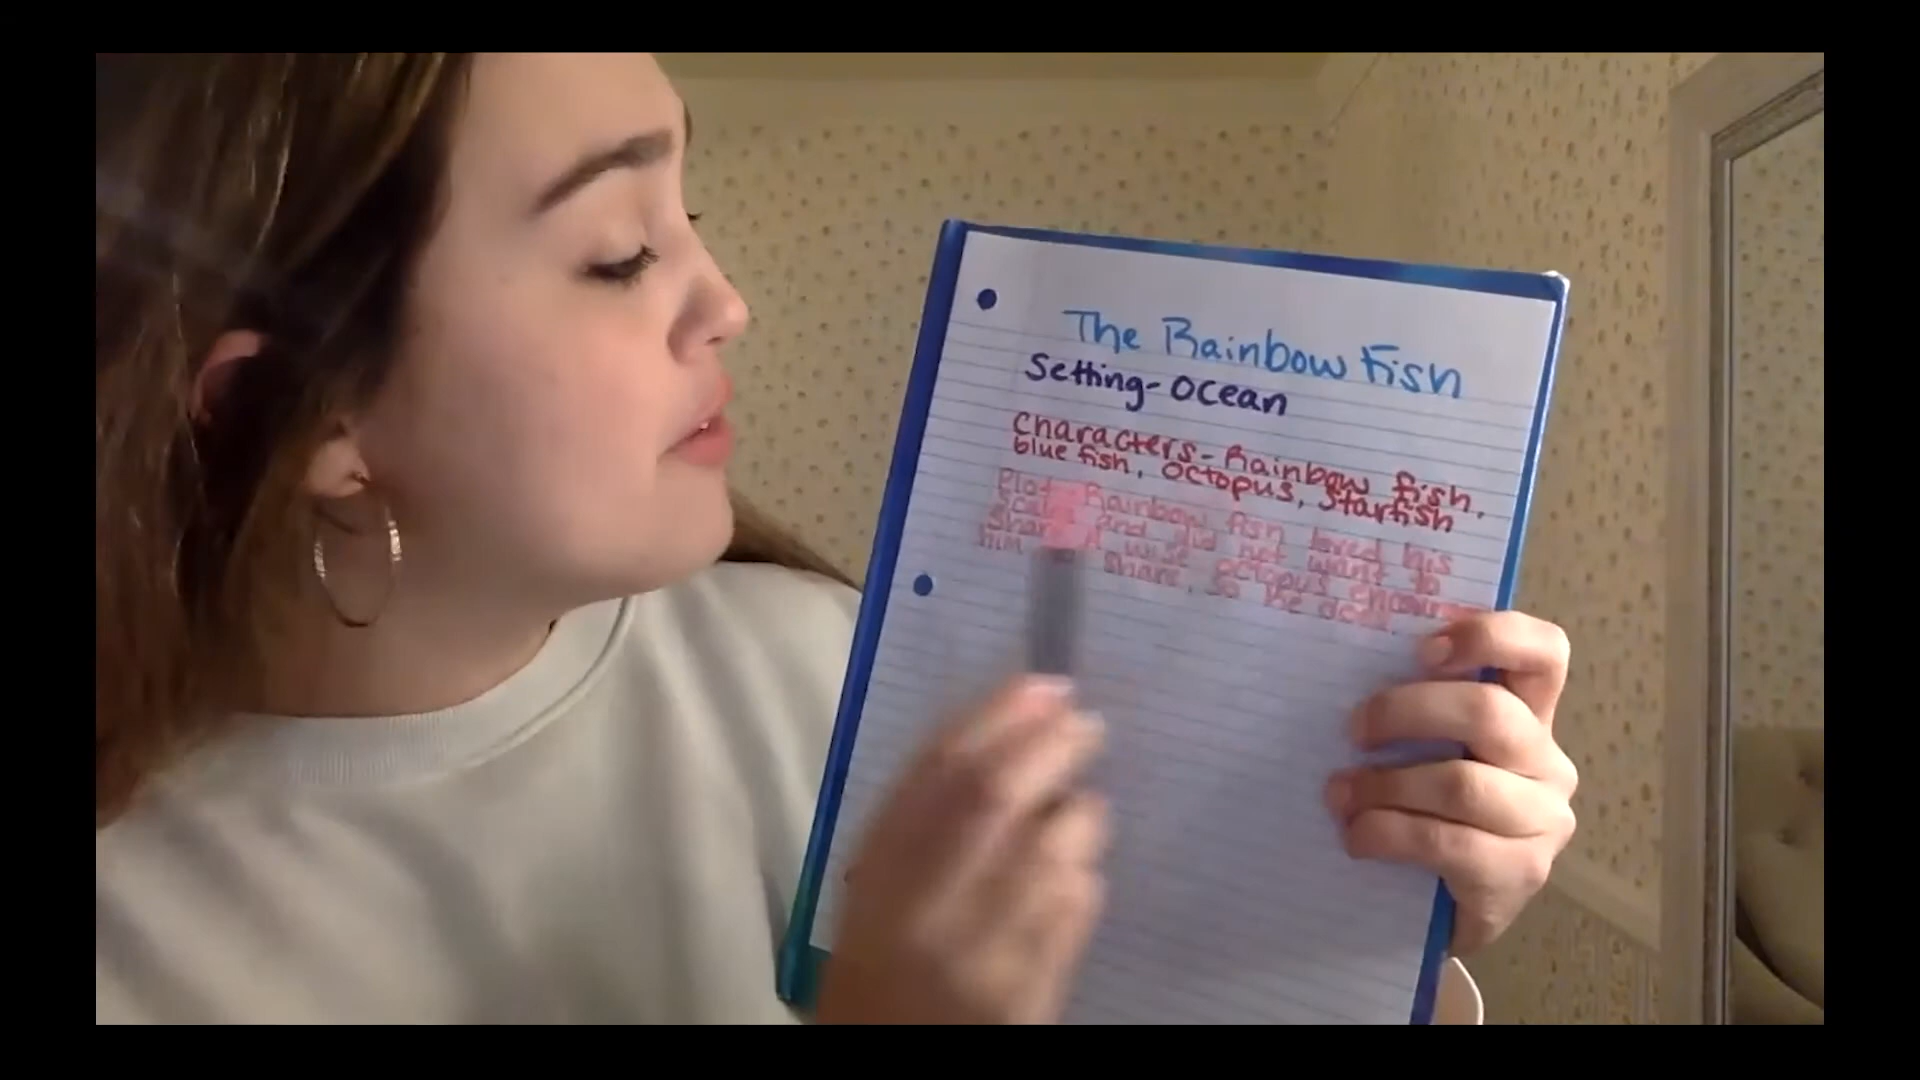 The Rainbow Fish
Setting- Ocean
Characters- Rainbow fish,
blue fish, octopus, starfish
Rainbow fish loved his
and did not want to
A wise octopus
him share, so he